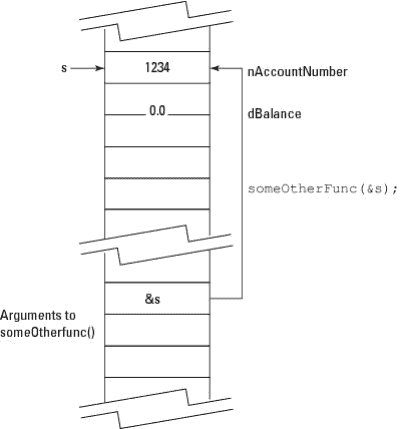 s
1234
nAccountNumber
0.0
dBalance
someOtherFunc(&s);
&s
Arguments to
someOtherfunc()